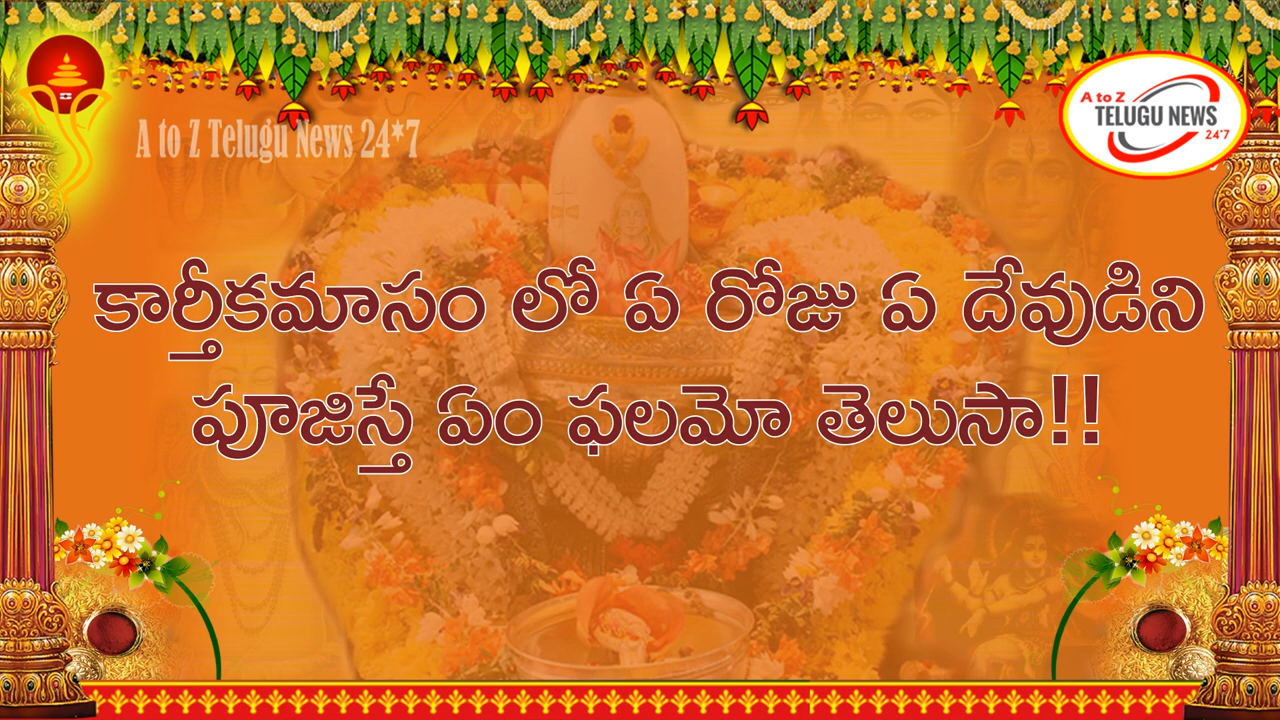 A to Z Telugu News 24*7
A to Z
TELUGU NEWS
24*7
కార్తీకమాసం లో ఏ రోజు ఏ దేవుడిని
పూజిస్తే ఏం ఫలమో తెలుసా!!